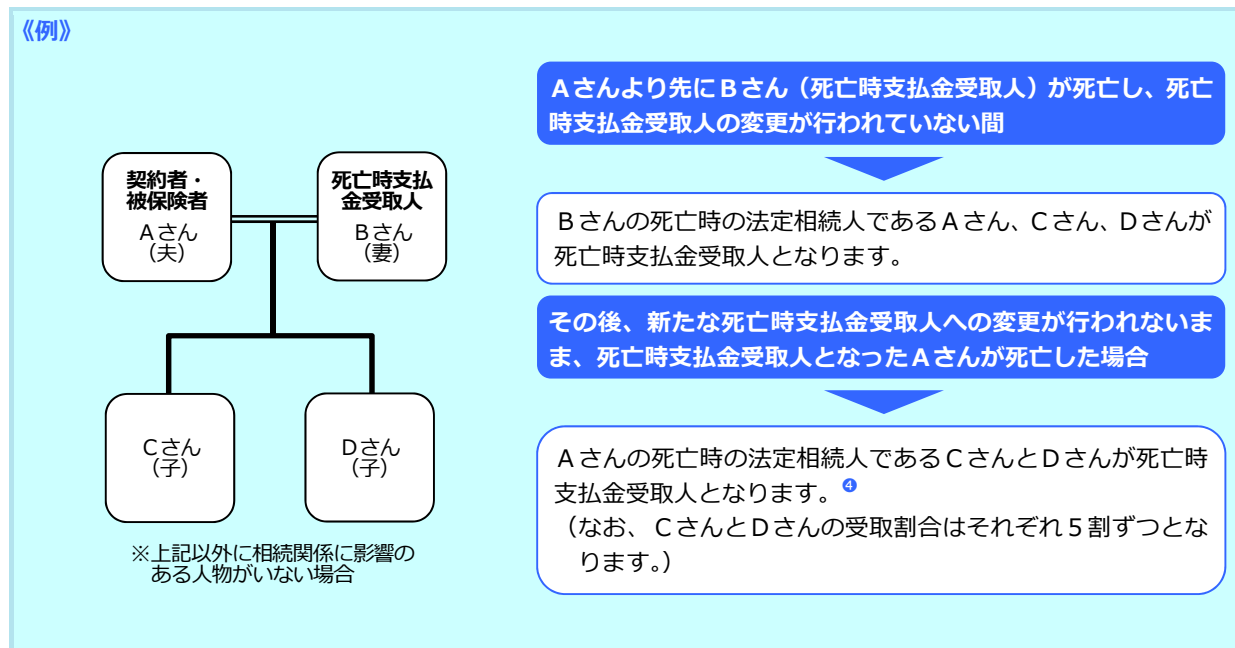 《例》
契約者・
被保険者
Aさん
(夫)
死亡時支払
金受取人
Bさん
(妻)
Cさん
(子)
Dさん
(子)
※上記以外に相続関係に影響の
ある人物がいない場合
Aさんより先にBさん（死亡時支払金受取人）が死亡し、死亡
時支払金受取人の変更が行われていない間
Bさんの死亡時の法定相続人であるAさん、Cさん、Dさんが
死亡時支払金受取人となります。
その後、新たな死亡時支払金受取人への変更が行われないま
ま、死亡時支払金受取人となったAさんが死亡した場合
Aさんの死亡時の法定相続人であるCさんとDさんが死亡時
支払金受取人となります。❹
（なお、CさんとDさんの受取割合はそれぞれ5割ずつとな
ります。）